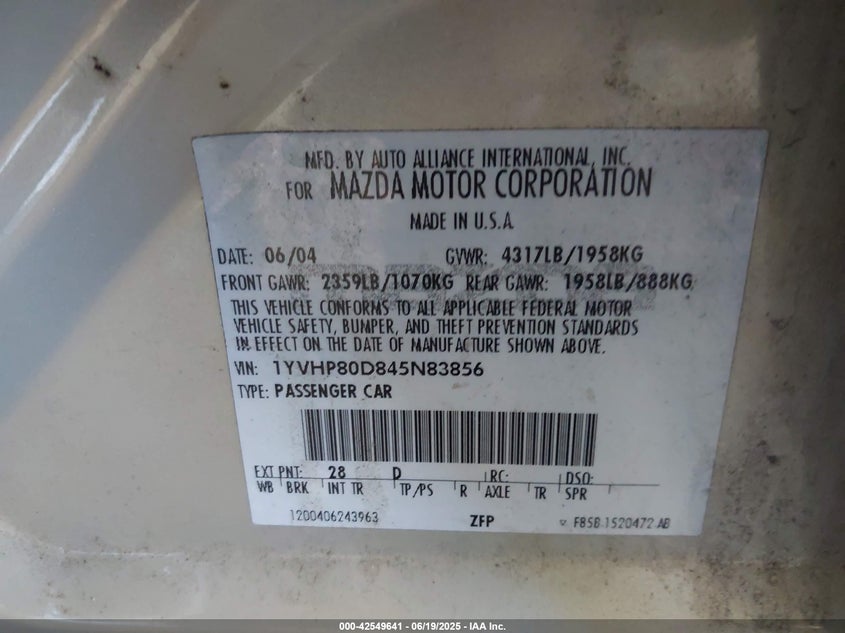 MFD. BY AUTO ALLIANCE INTERNATIONAL, INC.
FOR MAZDA MOTOR CORPORATION
MADE IN U.S.A.
DATE: 06/04 GVWR: 4317LB/1958KG
FRONT GAWR: 2359LB/1070KG REAR GAWR: 1958LB/888KG
THIS VEHICLE CONFORMS TO ALL APPLICABLE FEDERAL MOTOR
VEHICLE SAFETY, BUMPER, AND THEFT PREVENTION STANDARDS
IN EFFECT ON THE DATE OF MANUFACTURE SHOWN ABOVE.
VIN: 1YVHP80D845N83856
TYPE: PASSENGER CAR
EXT PNT: 28 D RC: DSO:
WB BRK INT TR TP/PS R AXLE TR SPR
1200406243963 ZFP F85B 1520472 AB
000-42549641 - 06/19/2025 - IAA Inc.